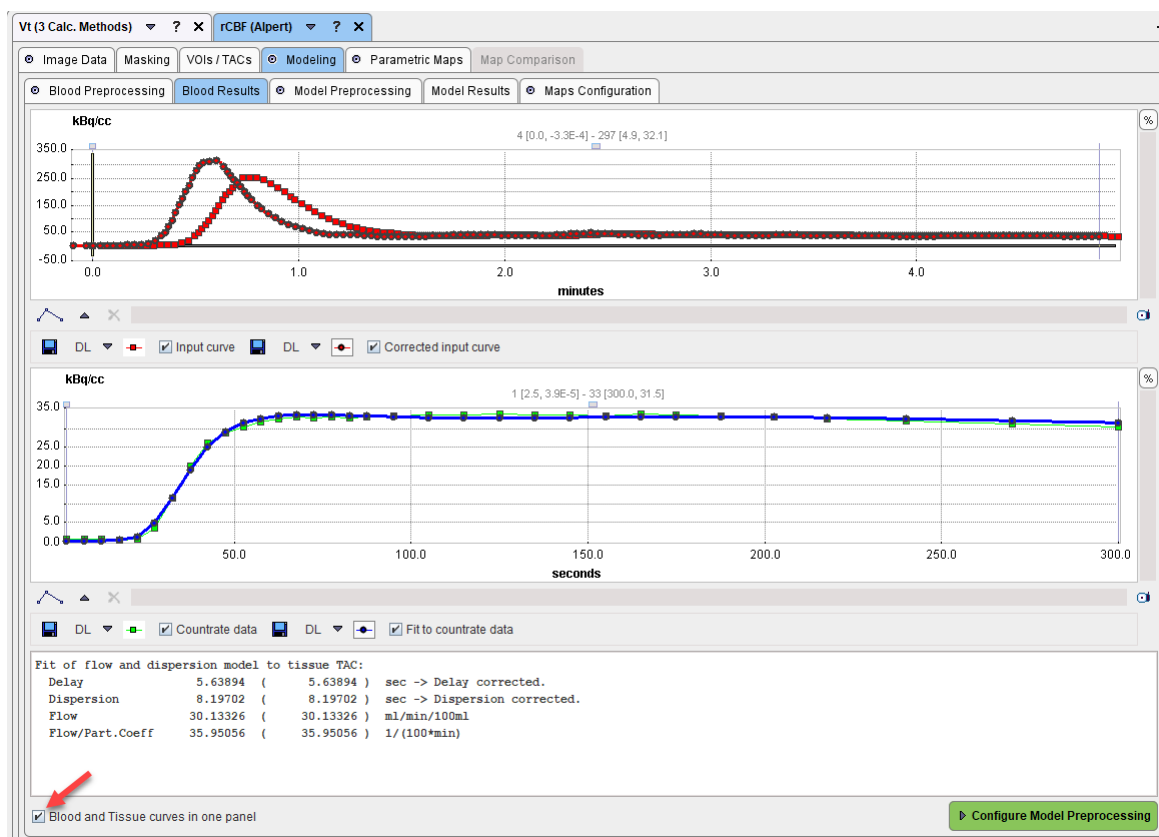 Vt (3 Calc. Methods) ? rCBF (Alpert) ?
Image Data Masking VOIs / TACs Modeling Parametric Maps Map Comparison
Blood Preprocessing Blood Results Model Preprocessing Model Results Maps Configuration
kBq/cc
%
4 [0.0, -3.3E-4] - 297 [4.9, 32.1]
350.0
250.0
150.0
50.0
-50.0
0.0 1.0 2.0 3.0 4.0
minutes
DL Input curve DL Corrected input curve
kBq/cc
%
1 [2.5, 3.9E-5] - 33 [300.0, 31.5]
35.0
25.0
20.0
15.0
5.0
0.0
50.0 100.0 150.0 200.0 250.0 300.0
seconds
DL Countrate data DL Fit to countrate data
Fit of flow and dispersion model to tissue TAC:
Delay 5.63894 ( 5.63894 ) sec -> Delay corrected.
Dispersion 8.19702 ( 8.19702 ) sec -> Dispersion corrected.
Flow 30.13326 ( 30.13326 ) ml/min/100ml
Flow/Part.Coeff 35.95056 ( 35.95056 ) 1/(100*min)
Blood and Tissue curves in one panel
Configure Model Preprocessing